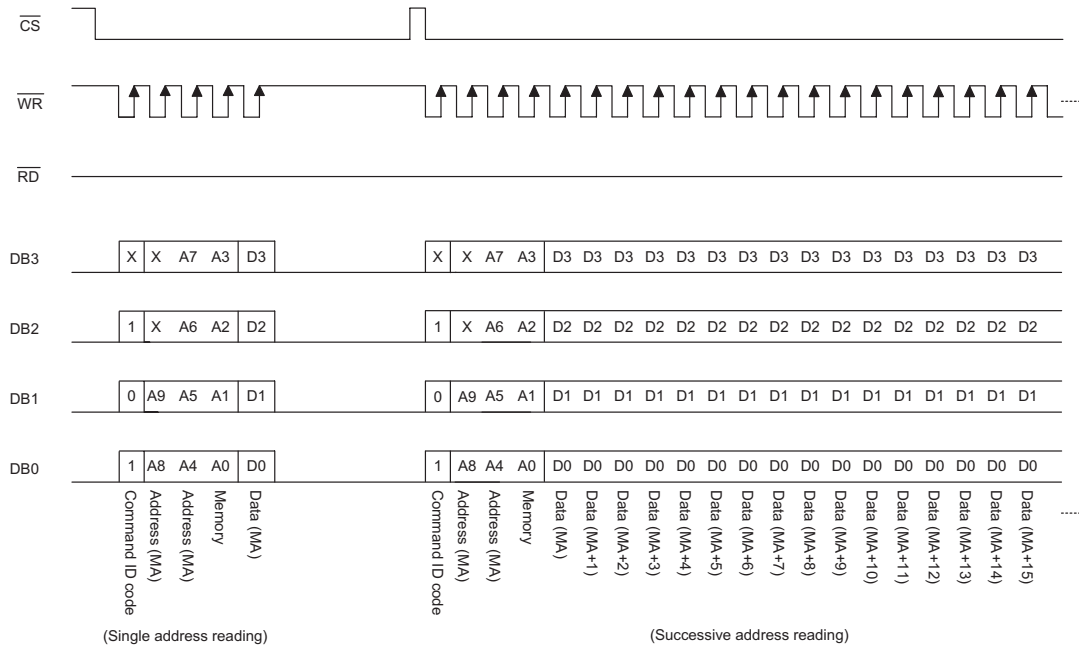 CS
WR
RD
DB3 X X A7 A3 D3 X X A7 A3 D3 D3 D3 D3 D3 D3 D3 D3 D3 D3 D3 D3 D3 D3 D3 D3
DB2 1 X A6 A2 D2 1 X A6 A2 D2 D2 D2 D2 D2 D2 D2 D2 D2 D2 D2 D2 D2 D2 D2 D2
DB1 0 A9 A5 A1 D1 0 A9 A5 A1 D1 D1 D1 D1 D1 D1 D1 D1 D1 D1 D1 D1 D1 D1 D1 D1
DB0 1 A8 A4 A0 D0 1 A8 A4 A0 D0 D0 D0 D0 D0 D0 D0 D0 D0 D0 D0 D0 D0 D0 D0 D0
Command ID code
Address (MA)
Address (MA)
Memory
Data (MA)
Command ID code
Address (MA)
Address (MA)
Memory
Data (MA)
Data (MA+1)
Data (MA+2)
Data (MA+3)
Data (MA+4)
Data (MA+5)
Data (MA+6)
Data (MA+7)
Data (MA+8)
Data (MA+9)
Data (MA+10)
Data (MA+11)
Data (MA+12)
Data (MA+13)
Data (MA+14)
Data (MA+15)
(Single address reading)
(Successive address reading)